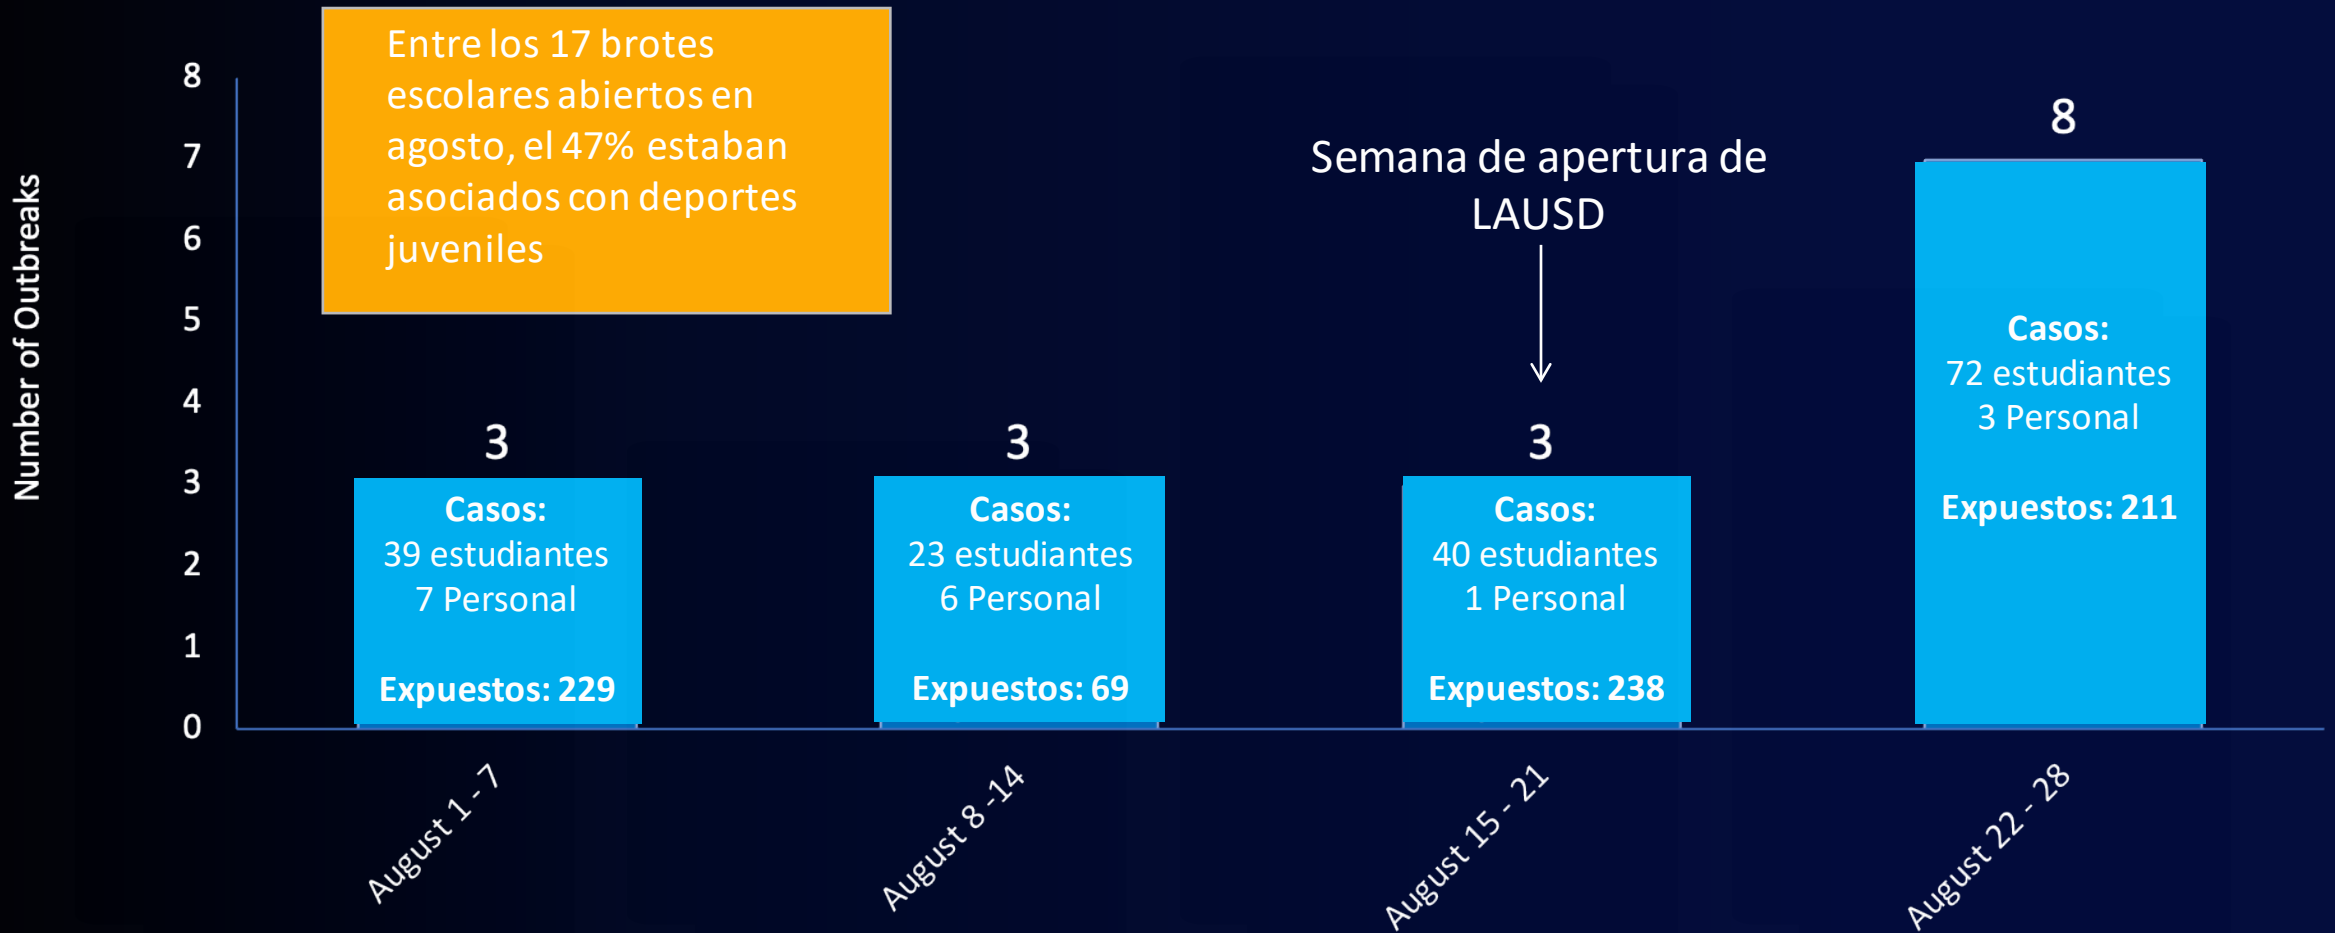 Entre los 17 brotes
escolares abiertos en
agosto, el 47% estaban
asociados con deportes
juveniles
Number of Outbreaks
8
7
6
5
4
3
2
1
0
Semana de apertura de
LAUSD
3
Casos:
39 estudiantes
7 Personal
Expuestos: 229
3
Casos:
23 estudiantes
6 Personal
Expuestos: 69
3
Casos:
40 estudiantes
1 Personal
Expuestos: 238
8
Casos:
72 estudiantes
3 Personal
Expuestos: 211
August 1 - 7
August 8 -14
August 15 - 21
August 22 - 28